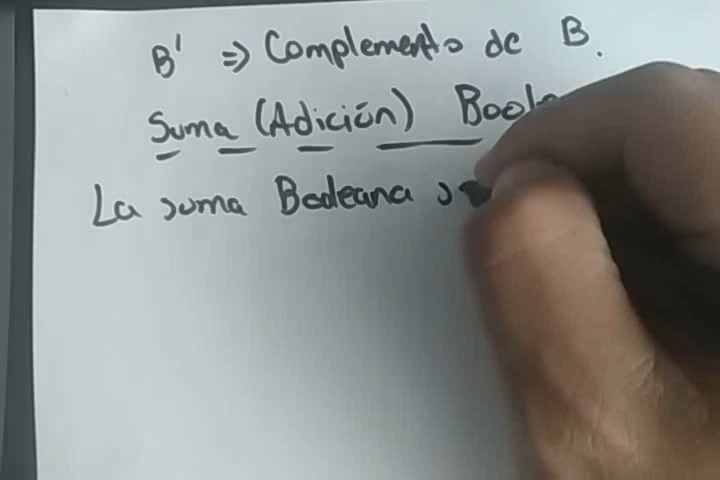 B' => Complemento de B.
Suma (Adición)
La suma Booleana